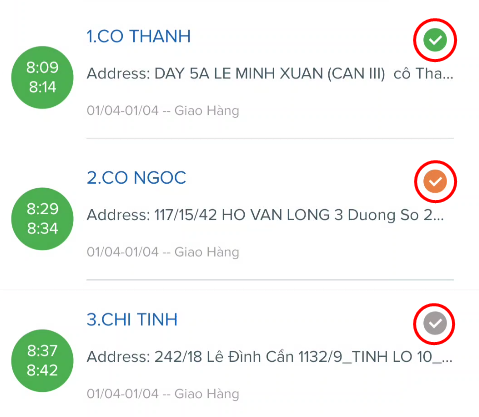 1.CO THANH
8:09
8:14
Address: DAY 5A LE MINH XUAN (CAN III) cô Tha...
01/04-01/04 -- Giao Hàng
2.CO NGOC
8:29
8:34
Address: 117/15/42 HO VAN LONG 3 Duong So 2...
01/04-01/04 -- Giao Hàng
3.CHI TINH
8:37
8:42
Address: 242/18 Lê Đình Cẩn 1132/9_TINH LO 10_...
01/04-01/04 -- Giao Hàng